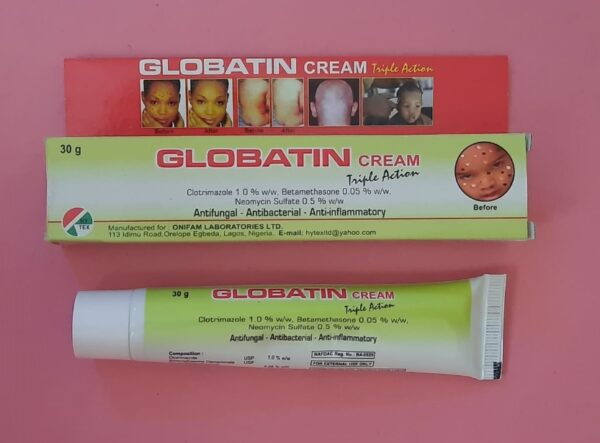 GLOBATIN CREAM Triple Action
Before After Before After
30 g
GLOBATIN CREAM
Triple Action
Clotrimazole 1.0 % w/w, Betamethasone 0.05 % w/w,
Neomycin Sulfate 0.5 % w/w
Antifungal - Antibacterial - Anti-inflammatory
Before
HY
TEX
Manufactured for : ONIFAM LABORATORIES LTD.
113 Idimu Road, Orelope Egbeda, Lagos, Nigeria. E-mail: hytexltd@yahoo.com
30 g
GLOBATIN CREAM
Triple Action
Clotrimazole 1.0 % w/w, Betamethasone 0.05 % w/w,
Neomycin Sulfate 0.5 % w/w
Antifungal - Antibacterial - Anti-inflammatory
Composition :
Clotrimazole USP 1.0 % w/w
USP
NAFDAC Reg. No.:
FOR EXTERNAL USE ONLY